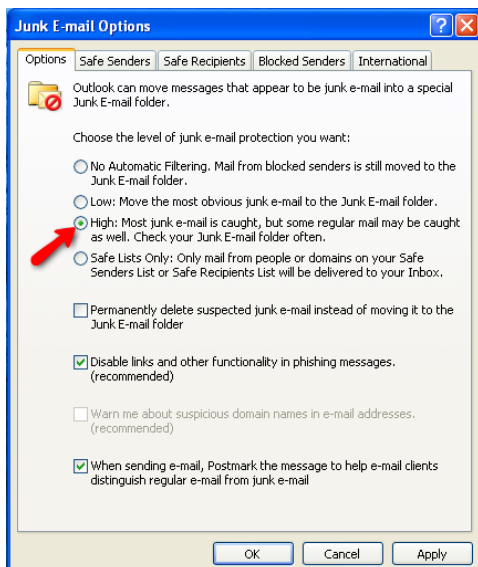 Junk E-mail Options
Options Safe Senders Safe Recipients Blocked Senders International
Outlook can move messages that appear to be junk e-mail into a special
Junk E-mail folder.
Choose the level of junk e-mail protection you want:
No Automatic Filtering. Mail from blocked senders is still moved to the
Junk E-mail folder.
Low: Move the most obvious junk e-mail to the Junk E-mail folder.
High: Most junk e-mail is caught, but some regular mail may be caught
as well. Check your Junk E-mail folder often.
Safe Lists Only: Only mail from people or domains on your Safe
Senders List or Safe Recipients List will be delivered to your Inbox.
Permanently delete suspected junk e-mail instead of moving it to the
Junk E-mail folder
Disable links and other functionality in phishing messages.
(recommended)
Warn me about suspicious domain names in e-mail addresses.
(recommended)
When sending e-mail, Postmark the message to help e-mail clients
distinguish regular e-mail from junk e-mail
OK Cancel Apply